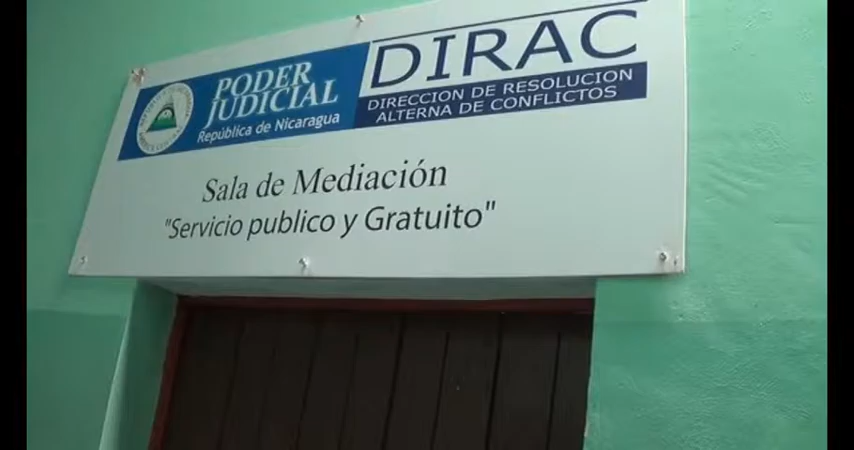 PODER
JUDICIAL
República de Nicaragua
DIRAC
DIRECCION DE RESOLUCION
ALTERNA DE CONFLICTOS
Sala de Mediación
"Servicio publico y Gratuito"